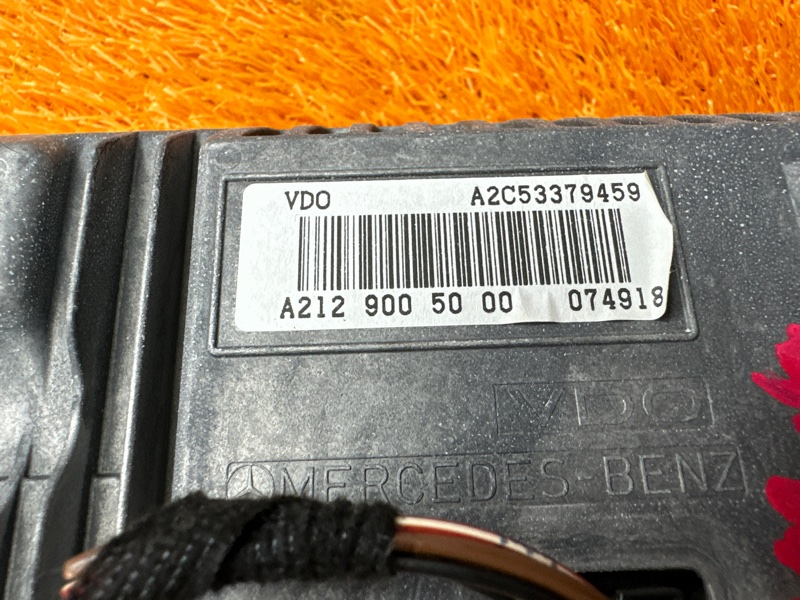 VDO A2C53379459
A212 900 50 00 074918
VDO
MERCEDES-BENZ